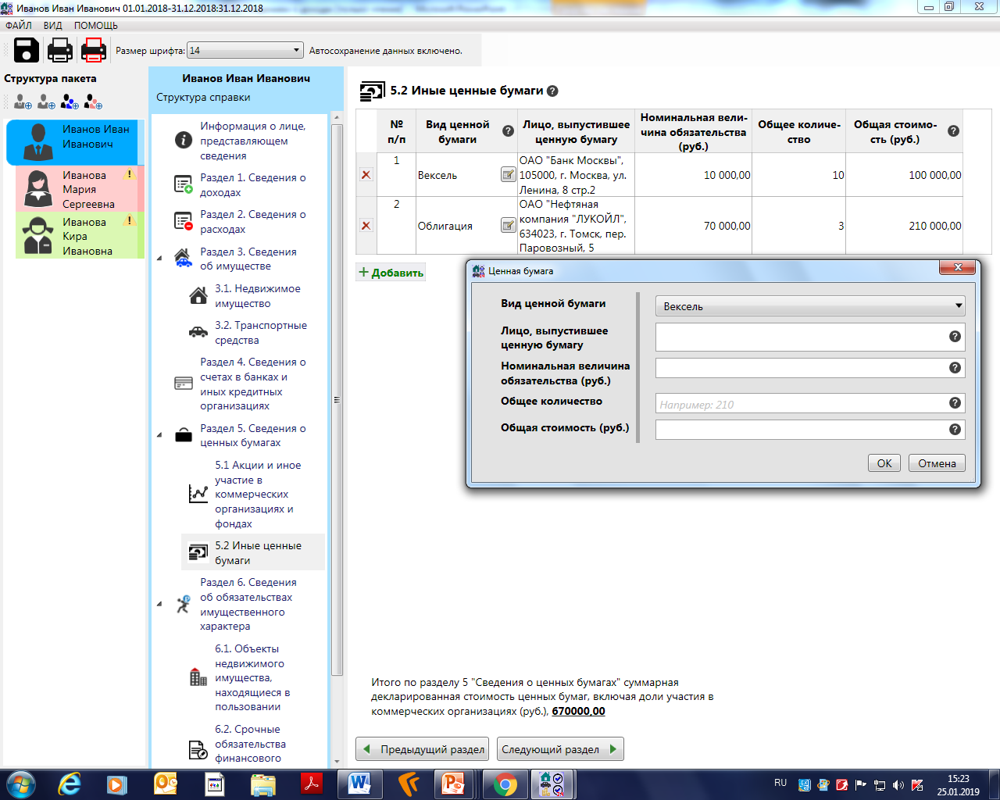 Иванов Иван Иванович 01.01.2018-31.12.2018:31.12.2018
ФАЙЛ ВИД ПОМОЩЬ
Размер шрифта: 14 Автосохранение данных включено.
Структура пакета
Иванов Иван
Иванович
Иванова
Мария
Сергеевна
Иванова
Кира
Ивановна
Иванов Иван Иванович
Структура справки
Информация о лице,
представляющем
сведения
Раздел 1. Сведения о
доходах
Раздел 2. Сведения о
расходах
Раздел 3. Сведения
об имуществе
3.1. Недвижимое
имущество
3.2. Транспортные
средства
Раздел 4. Сведения о
счетах в банках и
иных кредитных
организациях
Раздел 5. Сведения о
ценных бумагах
5.1 Акции и иное
участие в
коммерческих
организациях и
фондах
5.2 Иные ценные
бумаги
Раздел 6. Сведения
об обязательствах
имущественного
характера
6.1. Объекты
недвижимого
имущества,
находящиеся в
пользовании
6.2. Срочные
обязательства
финансового
5.2 Иные ценные бумаги
№
п/п
Вид ценной
бумаги
Лицо, выпустившее
ценную бумагу
Номинальная вели-
чина обязательства
(руб.)
Общее количе-
ство
Общая стоимо-
сть (руб.)
1
Вексель
ОАО "Банк Москвы",
105000, г. Москва, ул.
Ленина, 8 стр.2
10 000,00
10
100 000,00
2
Облигация
ОАО "Нефтяная
компания "ЛУКОЙЛ",
634023, г. Томск, пер.
Паровозный, 5
70 000,00
3
210 000,00
+ Добавить
Ценная бумага
Вид ценной бумаги
Вексель
Лицо, выпустившее
ценную бумагу
Номинальная величина
обязательства (руб.)
Общее количество
Например: 210
Общая стоимость (руб.)
ОК Отмена
Итого по разделу 5 "Сведения о ценных бумагах" суммарная
декларированная стоимость ценных бумаг, включая доли участия в
коммерческих организациях (руб.), 670000,00
Предыдущий раздел Следующий раздел
RU
15:23
25.01.2019